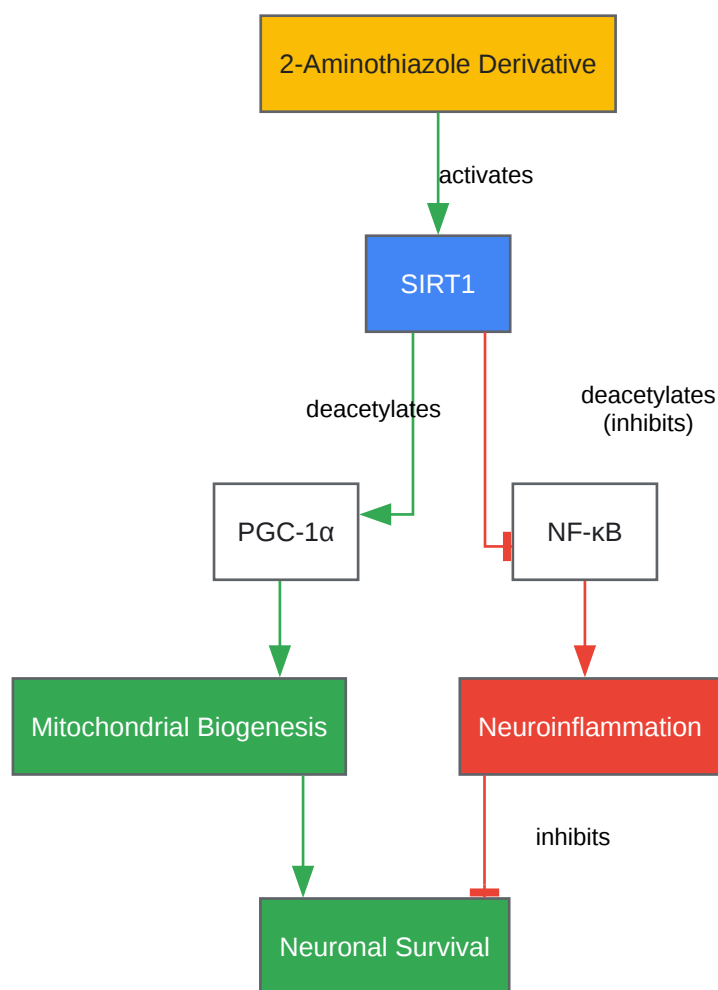 2-Aminothiazole Derivative
activates
SIRT1
deacetylates
deacetylates
(inhibits)
PGC-1α
NF-κB
Mitochondrial Biogenesis
Neuroinflammation
inhibits
Neuronal Survival